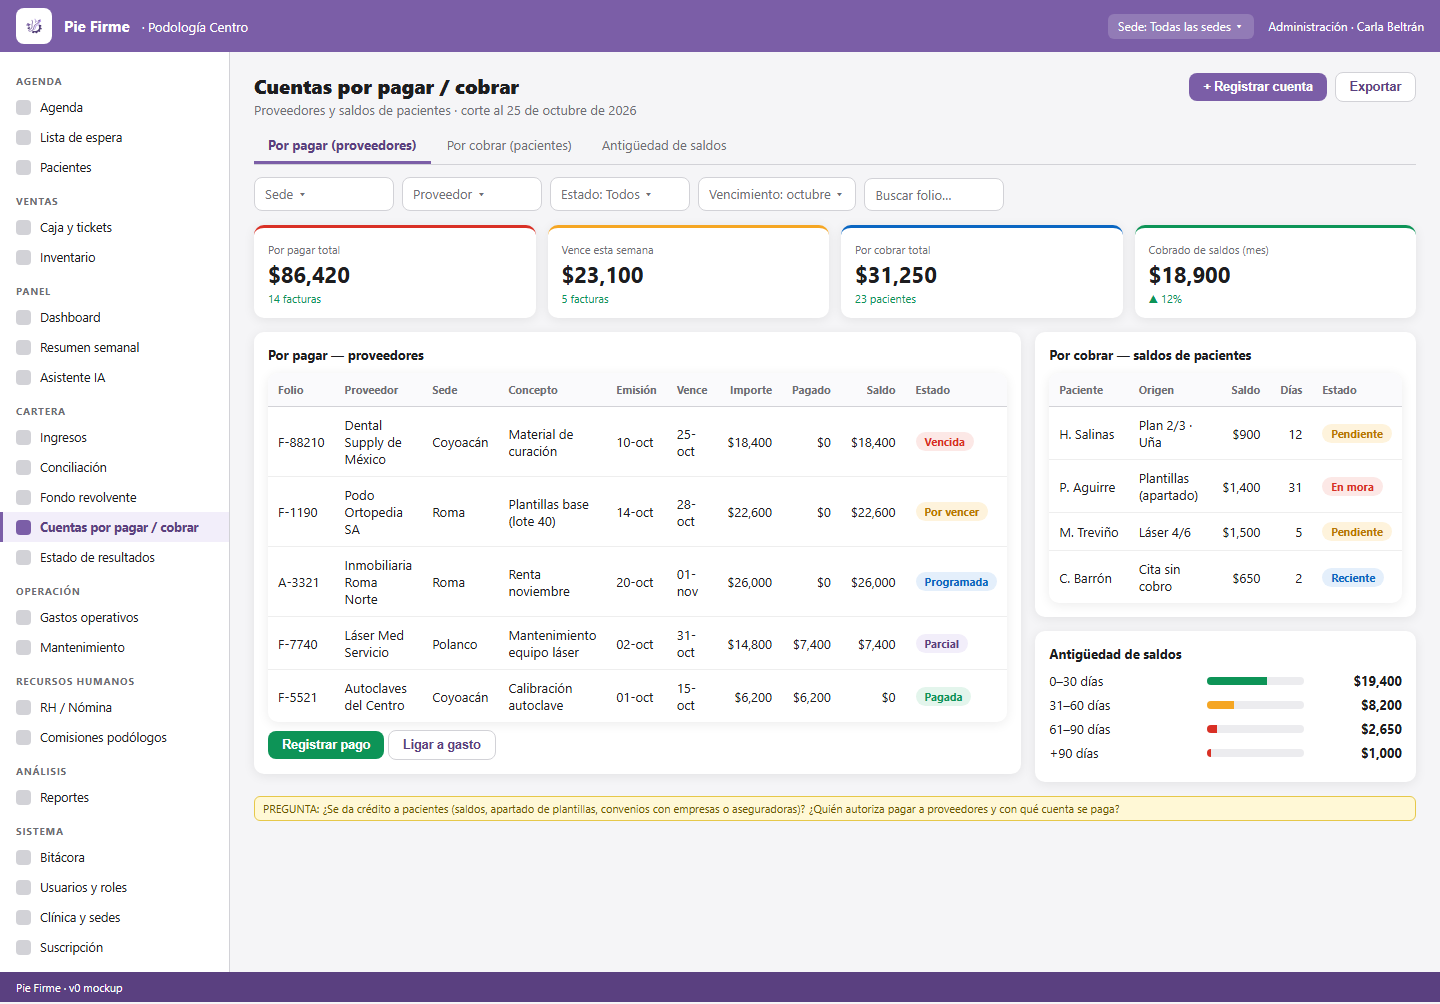 Pie Firme · Podología Centro
Sede: Todas las sedes ▾
Administración · Carla Beltrán
AGENDA
Agenda
Lista de espera
Pacientes
VENTAS
Caja y tickets
Inventario
PANEL
Dashboard
Resumen semanal
Asistente IA
CARTERA
Ingresos
Conciliación
Fondo revolvente
Cuentas por pagar / cobrar
Estado de resultados
OPERACIÓN
Gastos operativos
Mantenimiento
RECURSOS HUMANOS
RH / Nómina
Comisiones podólogos
ANÁLISIS
Reportes
SISTEMA
Bitácora
Usuarios y roles
Clínica y sedes
Suscripción
Cuentas por pagar / cobrar
Proveedores y saldos de pacientes · corte al 25 de octubre de 2026
+ Registrar cuenta
Exportar
Por pagar (proveedores)
Por cobrar (pacientes)
Antigüedad de saldos
Sede ▾
Proveedor ▾
Estado: Todos ▾
Vencimiento: octubre ▾
Buscar folio...
Por pagar total
$86,420
14 facturas
Vence esta semana
$23,100
5 facturas
Por cobrar total
$31,250
23 pacientes
Cobrado de saldos (mes)
$18,900
▲ 12%
Por pagar — proveedores
Folio Proveedor Sede Concepto Emisión Vence Importe Pagado Saldo Estado
F-88210 Dental Supply de México Coyoacán Material de curación 10-oct 25-oct $18,400 $0 $18,400 Vencida
F-1190 Podo Ortopedia SA Roma Plantillas base (lote 40) 14-oct 28-oct $22,600 $0 $22,600 Por vencer
A-3321 Inmobiliaria Roma Norte Roma Renta noviembre 20-oct 01-nov $26,000 $0 $26,000 Programada
F-7740 Láser Med Servicio Polanco Mantenimiento equipo láser 02-oct 31-oct $14,800 $7,400 $7,400 Parcial
F-5521 Autoclaves del Centro Coyoacán Calibración autoclave 01-oct 15-oct $6,200 $6,200 $0 Pagada
Registrar pago
Ligar a gasto
Por cobrar — saldos de pacientes
Paciente Origen Saldo Días Estado
H. Salinas Plan 2/3 · Uña $900 12 Pendiente
P. Aguirre Plantillas (apartado) $1,400 31 En mora
M. Treviño Láser 4/6 $1,500 5 Pendiente
C. Barrón Cita sin cobro $650 2 Reciente
Antigüedad de saldos
0–30 días $19,400
31–60 días $8,200
61–90 días $2,650
+90 días $1,000
PREGUNTA: ¿Se da crédito a pacientes (saldos, apartado de plantillas, convenios con empresas o aseguradoras)? ¿Quién autoriza pagar a proveedores y con qué cuenta se paga?
Pie Firme · v0 mockup